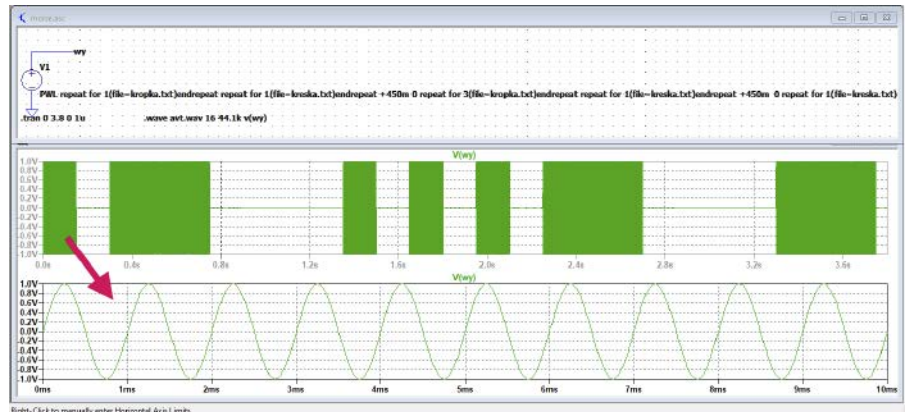 morse.asc
wy
V1
PWL repeat for 1(file=kropka.txt)endrepeat repeat for 1(file=kreska.txt)endrepeat +450m 0 repeat for 3(file=kropka.txt)endrepeat repeat for 1(file=kreska.txt)endrepeat +450m 0 repeat for 1(file=kreska.txt)
.tran 0 3.8 0 1u .wave avt.wav 16 44.1k v(wy)
V(wy)
1.0V
0.8V
0.6V
0.4V
0.2V
0.0V
-0.2V
-0.4V
-0.6V
-0.8V
-1.0V
0.0s 0.4s 0.8s 1.2s 1.6s 2.0s 2.4s 2.8s 3.2s 3.6s
V(wy)
1.0V
0.8V
0.6V
0.4V
0.2V
0.0V
-0.2V
-0.4V
-0.6V
-0.8V
-1.0V
0ms 1ms 2ms 3ms 4ms 5ms 6ms 7ms 8ms 9ms 10ms
Right-Click to manually enter Horizontal Axis Limits